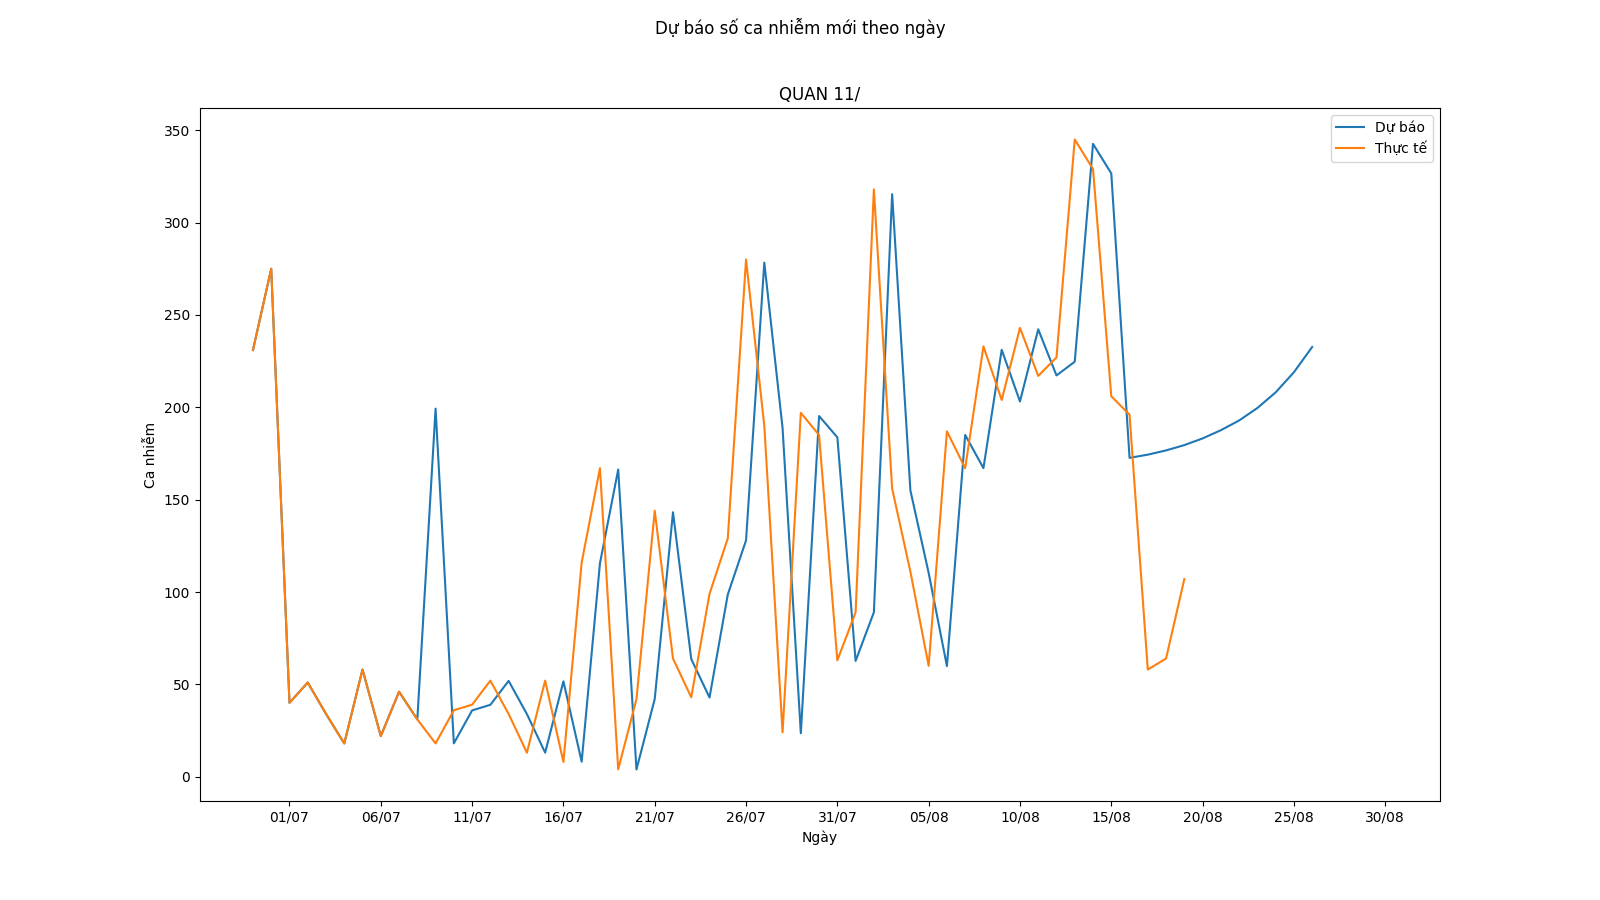 Dự báo số ca nhiễm mới theo ngày
QUAN 11/
Dự báo
Thực tế
350
300
250
200
150
100
50
0
Ca nhiễm
01/07 06/07 11/07 16/07 21/07 26/07 31/07 05/08 10/08 15/08 20/08 25/08 30/08
Ngày